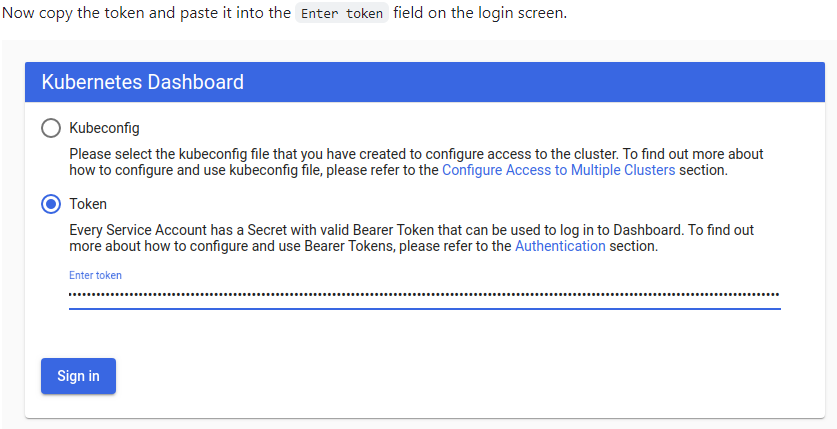 Now copy the token and paste it into the Enter token field on the login screen.
Kubernetes Dashboard
Kubeconfig
Please select the kubeconfig file that you have created to configure access to the cluster. To find out more about
how to configure and use kubeconfig file, please refer to the Configure Access to Multiple Clusters section.
Token
Every Service Account has a Secret with valid Bearer Token that can be used to log in to Dashboard. To find out
more about how to configure and use Bearer Tokens, please refer to the Authentication section.
Enter token
Sign in